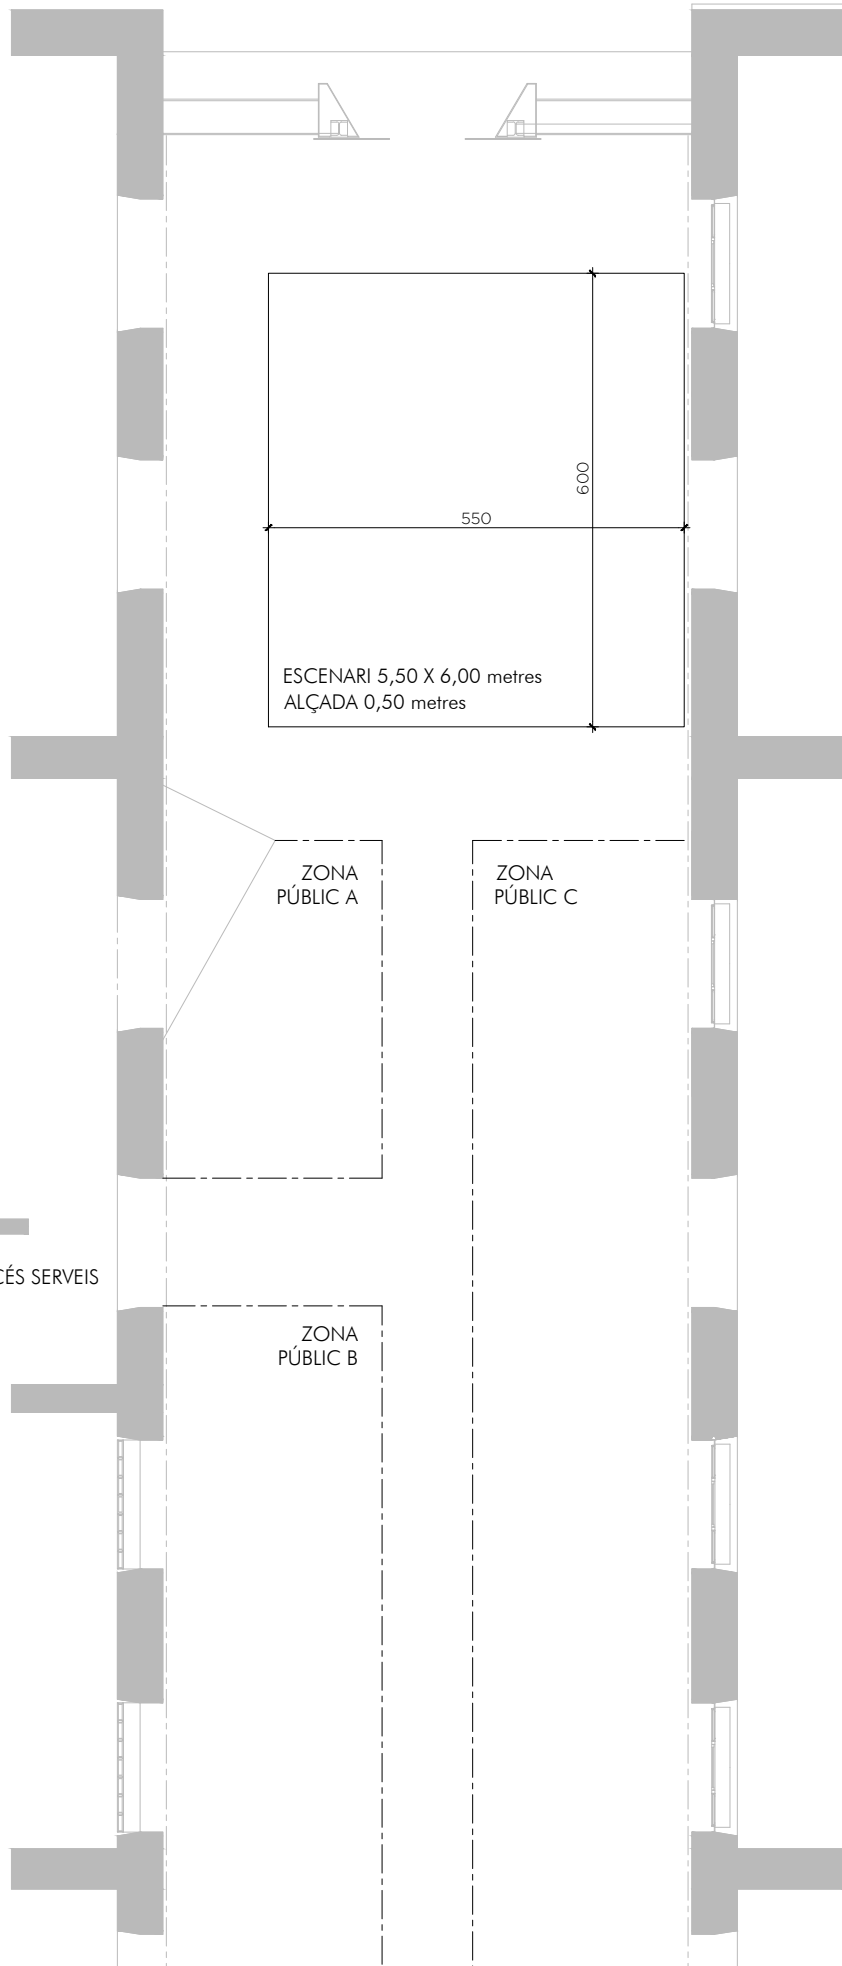 600
550
ESCENARI 5,50 X 6,00 metres
ALÇADA 0,50 metres
ZONA
PÚBLIC A
ZONA
PÚBLIC C
SERVEIS
ZONA
PÚBLIC B